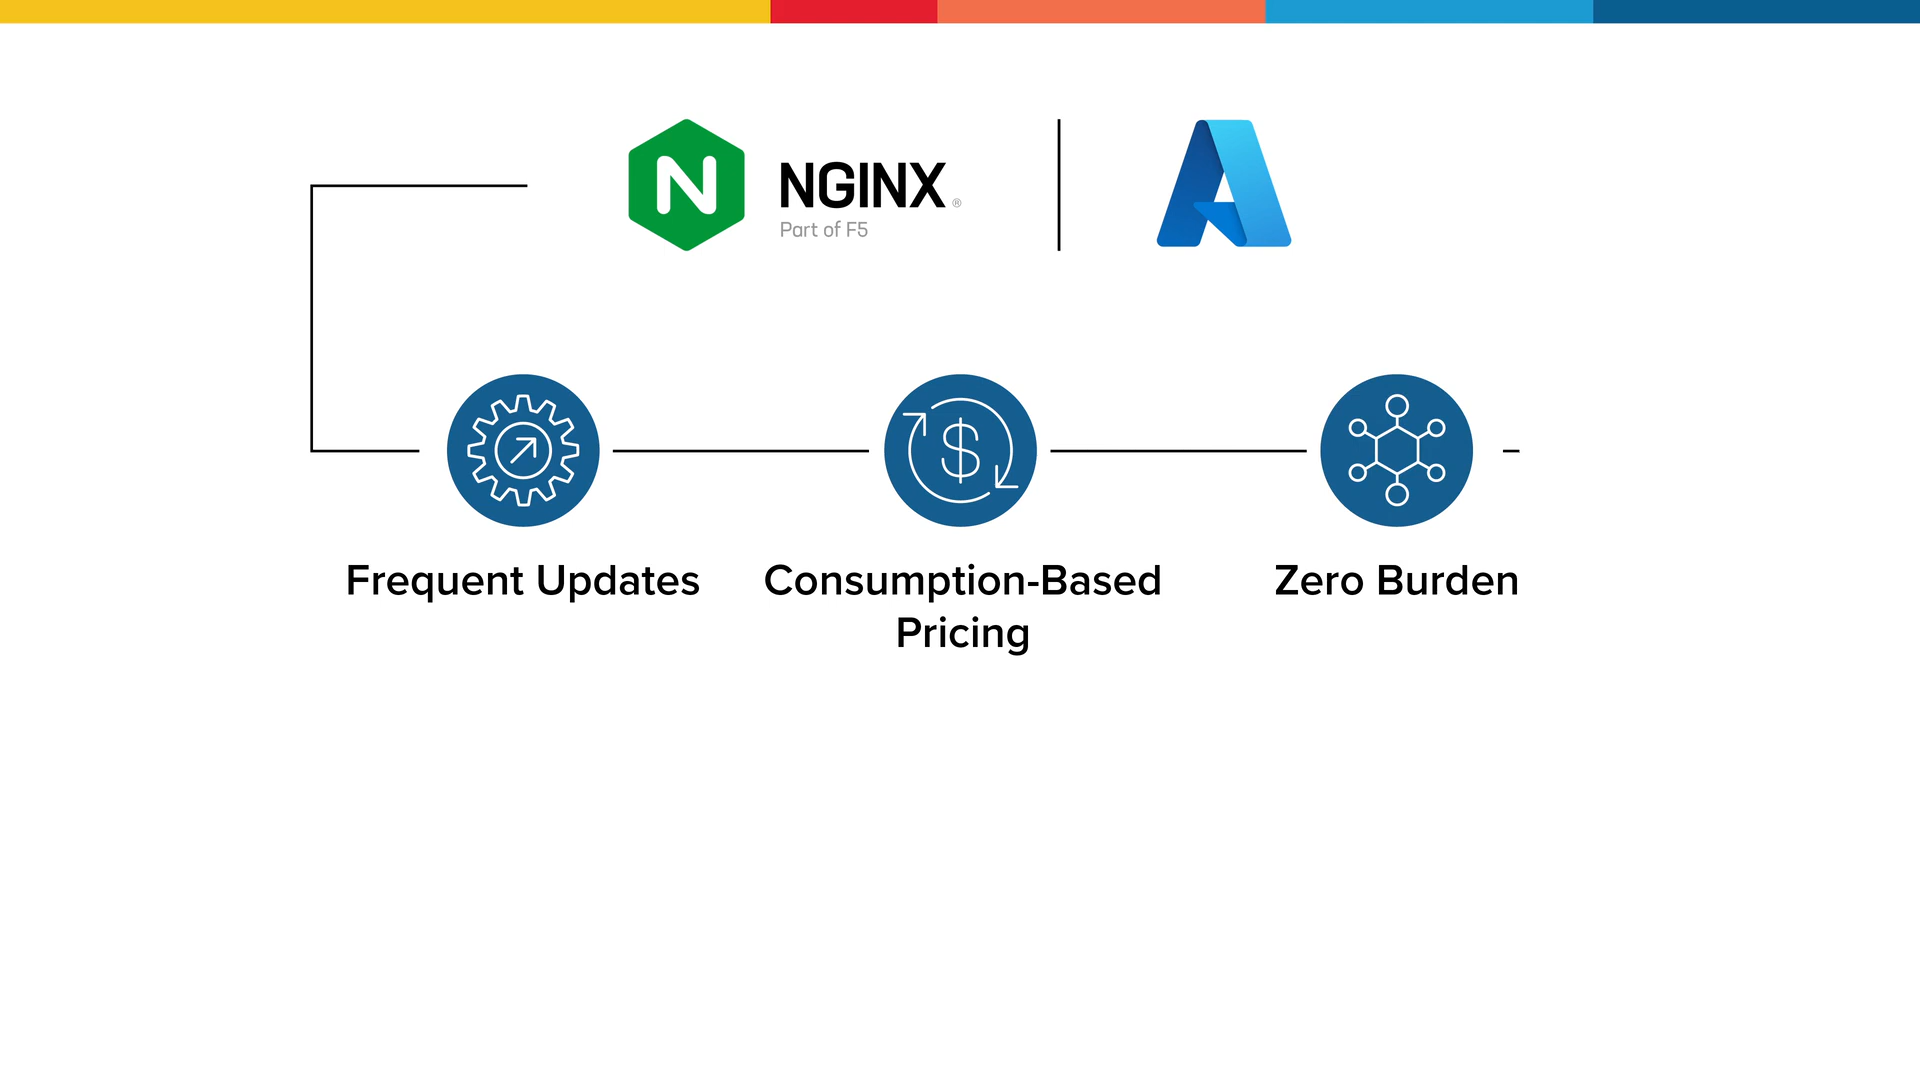 NGINX®
Part of F5
Frequent Updates
Consumption-Based
Pricing
Zero Burden